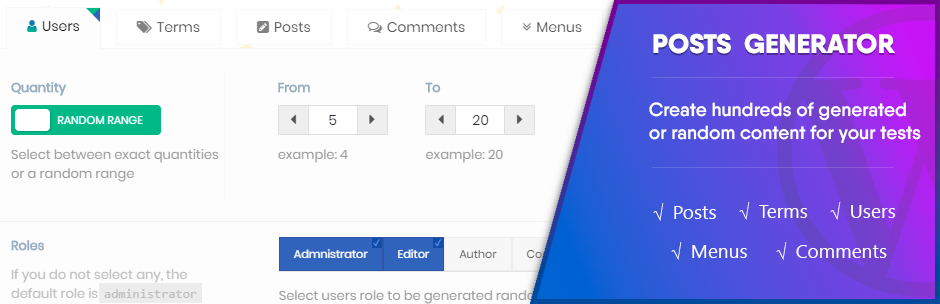 Users
Terms
Posts
Comments
Menus
Quantity
RANDOM RANGE
Select between exact quantities
or a random range
From
5
example: 4
To
20
example: 20
Roles
If you do not select any, the
default role is administrator
Admnistrator
Editor
Author
Co
Select users role to be generated rand
POSTS GENERATOR
Create hundreds of generated
or random content for your tests
√ Posts √ Terms √ Users
√ Menus √ Comments